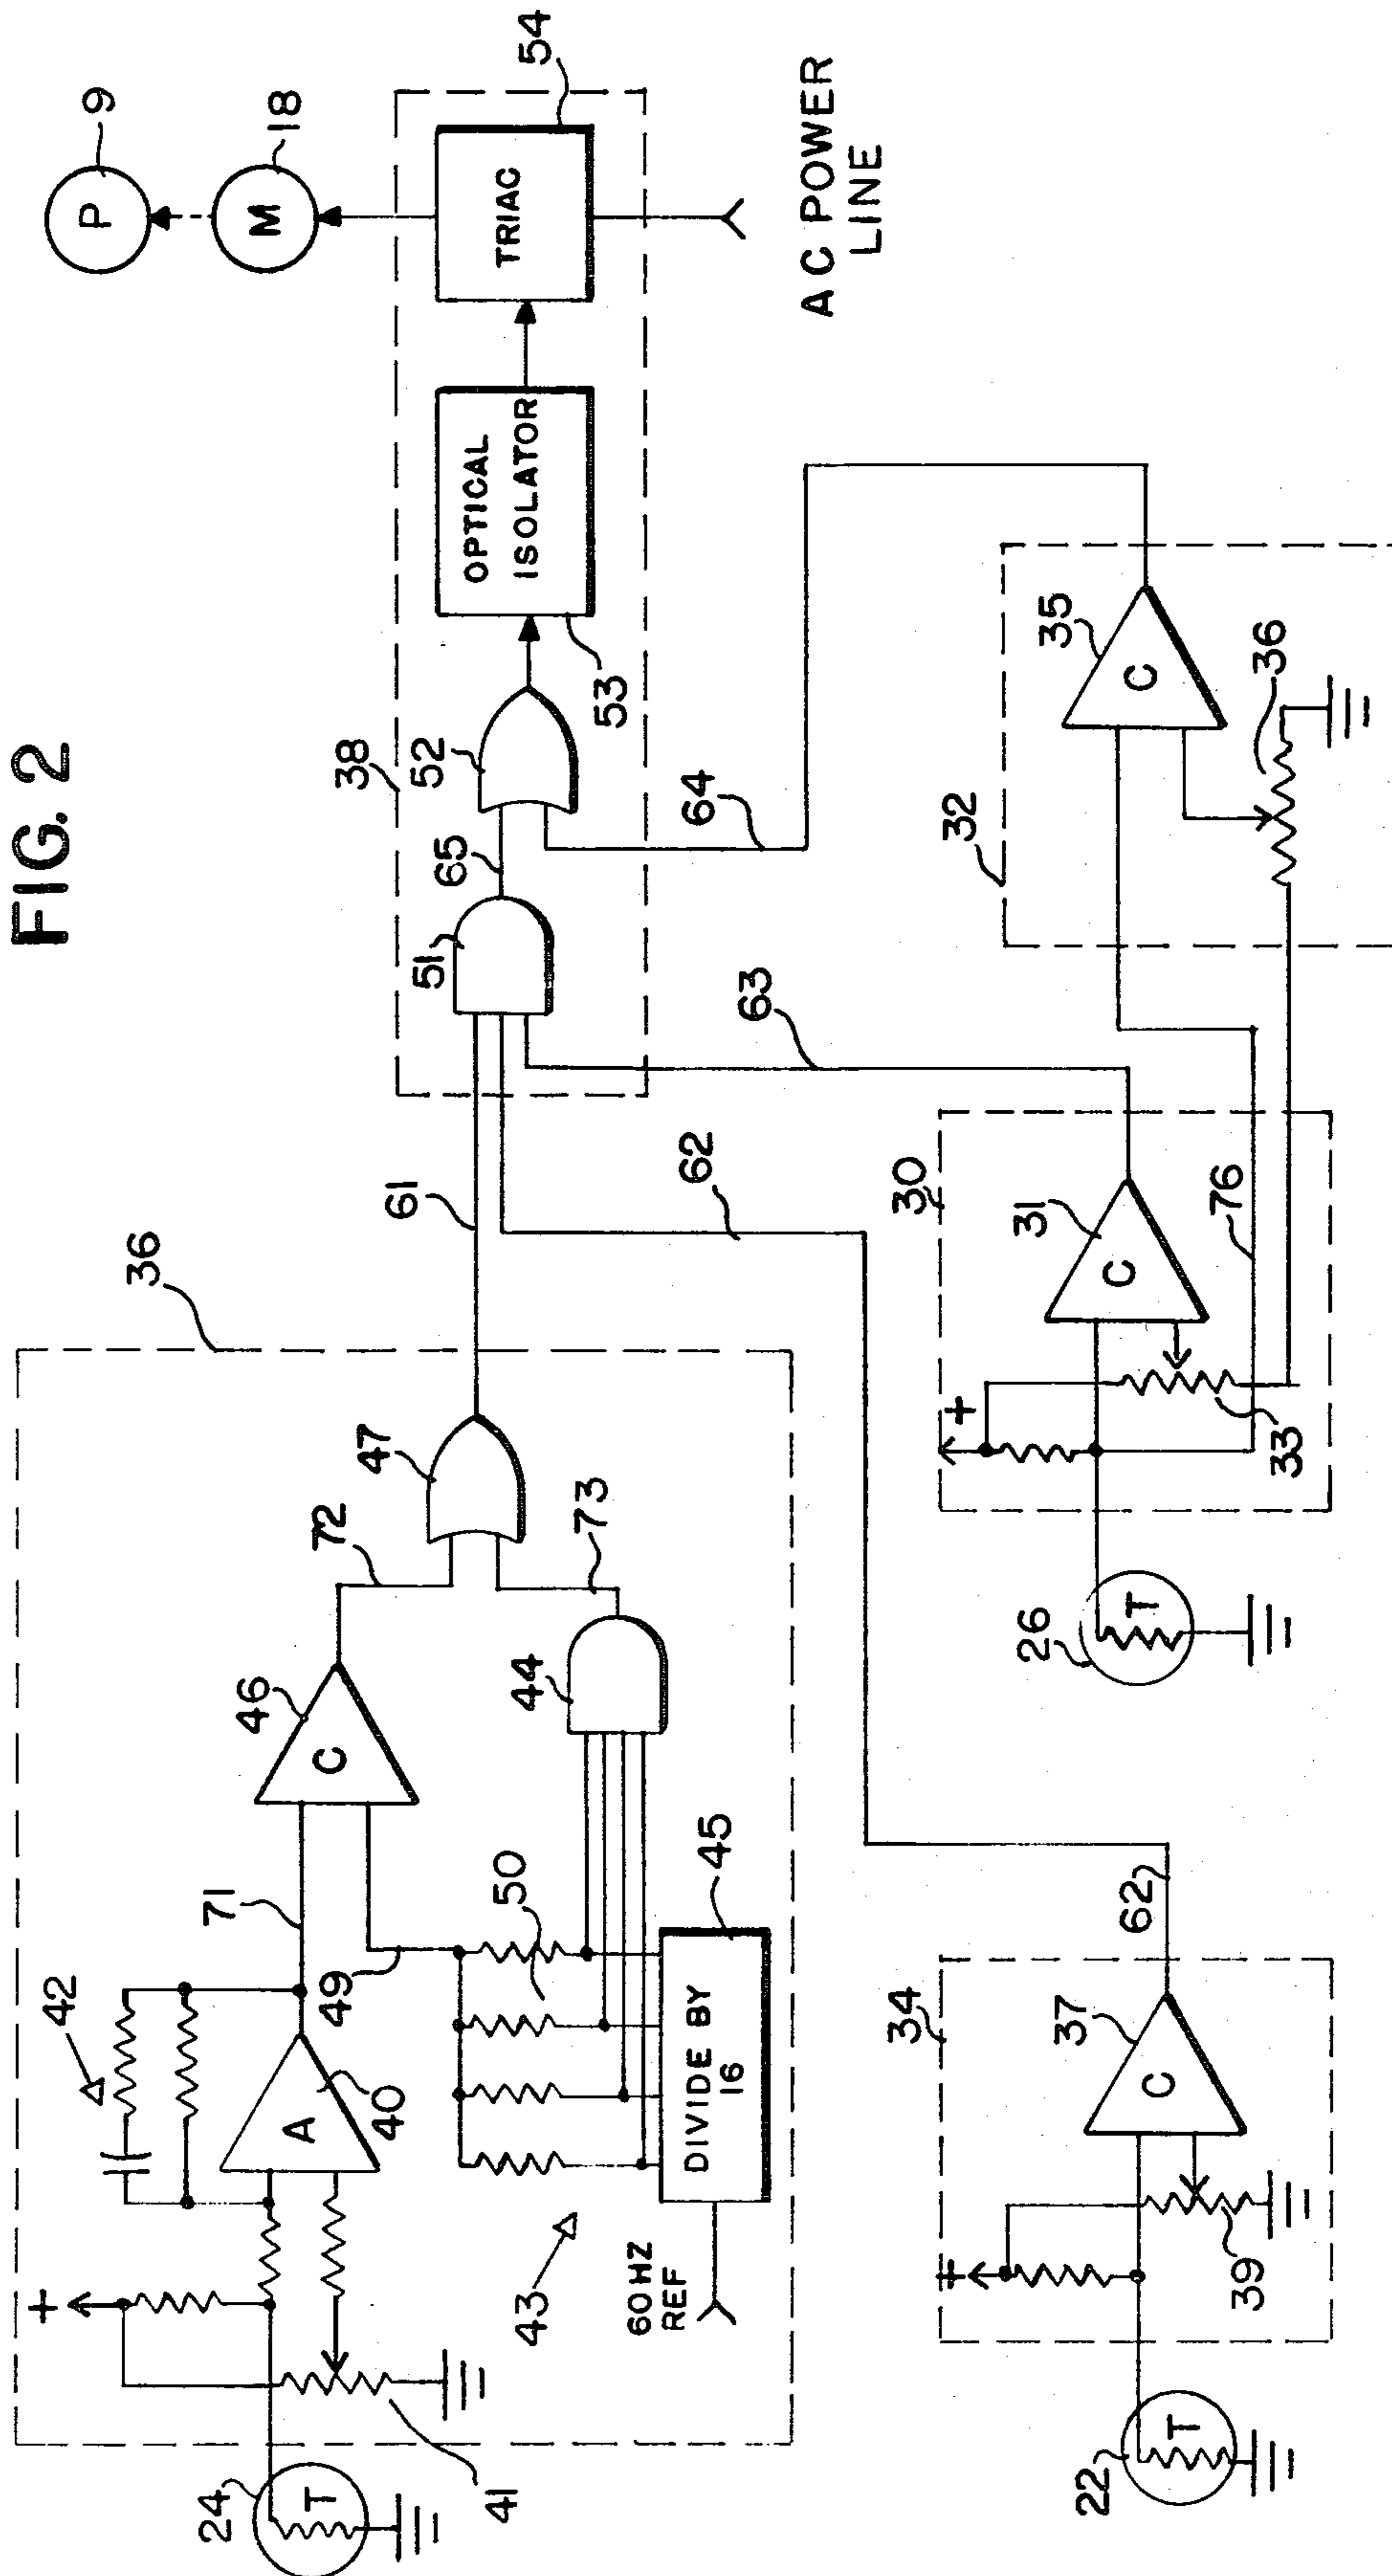 FIG. 2
36
42
71
46
72
47
61
A
40
C
49
50
44
73
24
T
41
43
60 HZ
REF
DIVIDE BY
16
45
38
51
65
52
53
OPTICAL
ISOLATOR
TRIAC
54
M
18
P
9
AC POWER
LINE
62
63
64
34
37
C
39
62
22
T
30
31
C
33
76
26
T
32
35
C
36